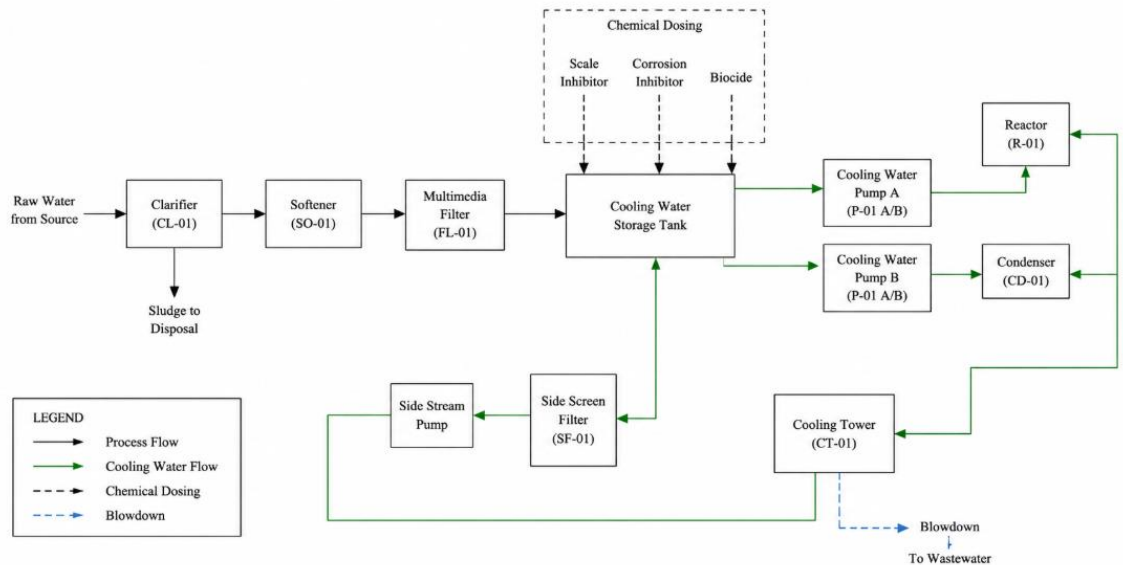 Chemical Dosing
Scale
Inhibitor
Corrosion
Inhibitor
Biocide
Raw Water
from Source
Clarifier
(CL-01)
Softener
(SO-01)
Multimedia
Filter
(FL-01)
Cooling Water
Storage Tank
Cooling Water
Pump A
(P-01 A/B)
Reactor
(R-01)
Cooling Water
Pump B
(P-01 A/B)
Condenser
(CD-01)
Sludge to
Disposal
Side Stream
Pump
Side Screen
Filter
(SF-01)
Cooling Tower
(CT-01)
Blowdown
To Wastewater
LEGEND
Process Flow
Cooling Water Flow
Chemical Dosing
Blowdown